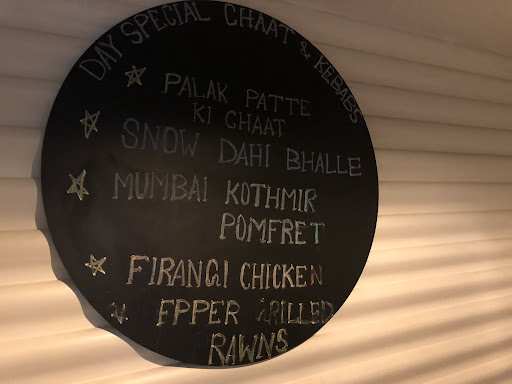 DAY SPECIAL CHAAT & KEBABS
PALAK PATTE
KI CHAAT
SNOW DAHI BHALLE
MUMBAI KOTHMIR
POMFRET
FIRANGI CHICKEN
EPPER GRILLED
RAWNS